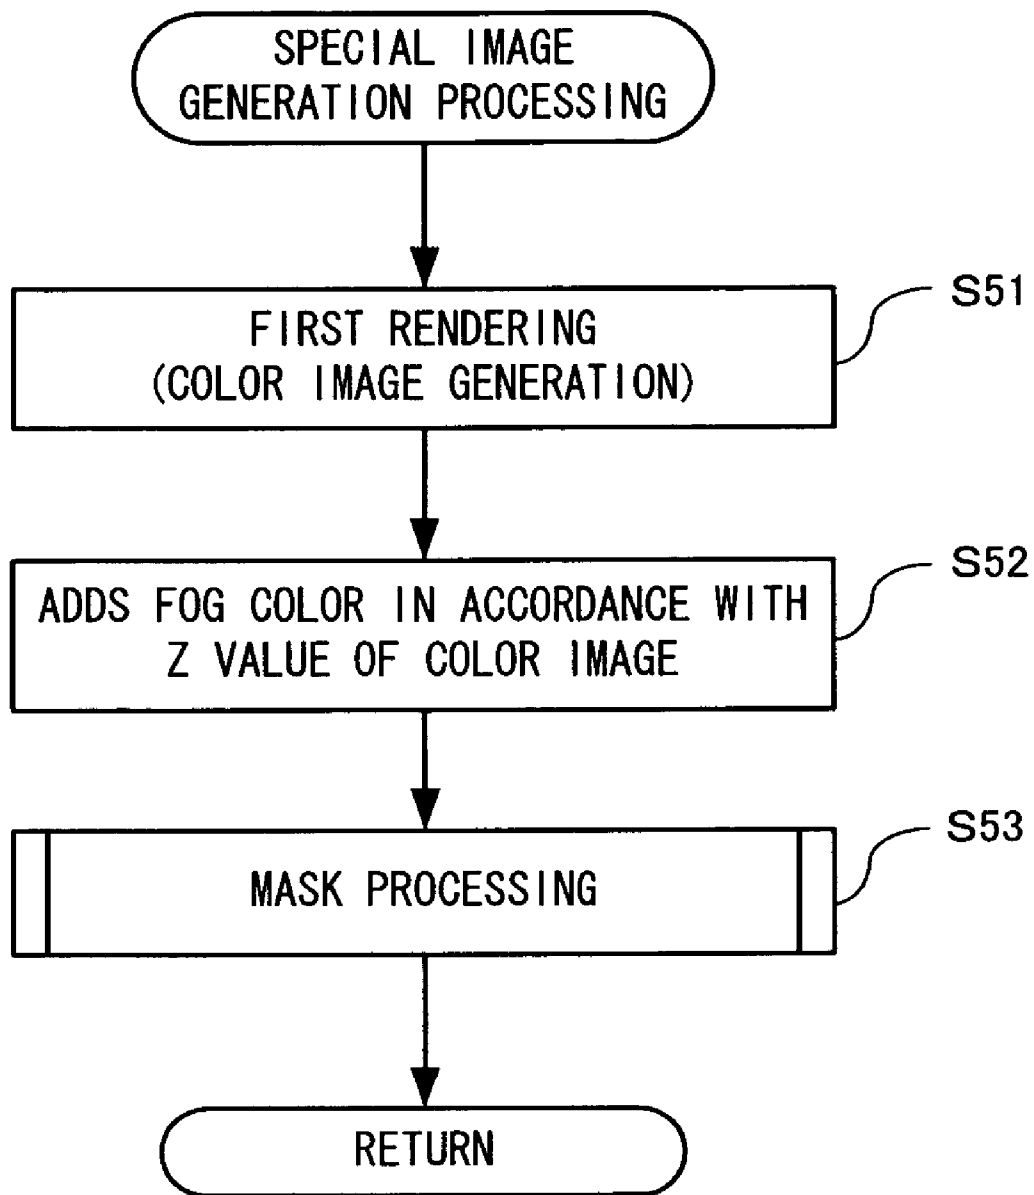 SPECIAL IMAGE
GENERATION PROCESSING
S51
FIRST RENDERING
(COLOR IMAGE GENERATION)
S52
ADDS FOG COLOR IN ACCORDANCE WITH
Z VALUE OF COLOR IMAGE
S53
MASK PROCESSING
RETURN